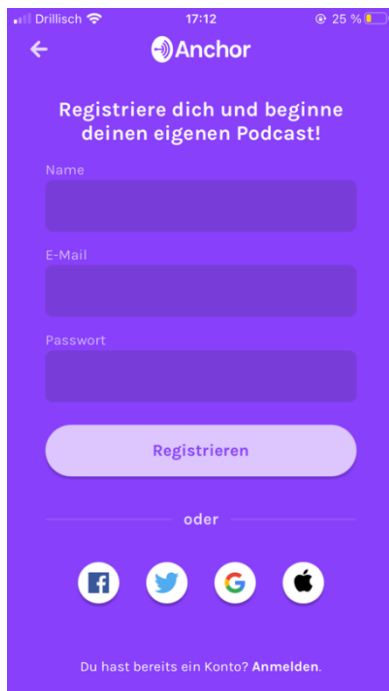 Drillisch 17:12 25 %
Anchor
Registriere dich und beginne
deinen eigenen Podcast!
Name
E-Mail
Passwort
Registrieren
oder
Du hast bereits ein Konto? Anmelden.